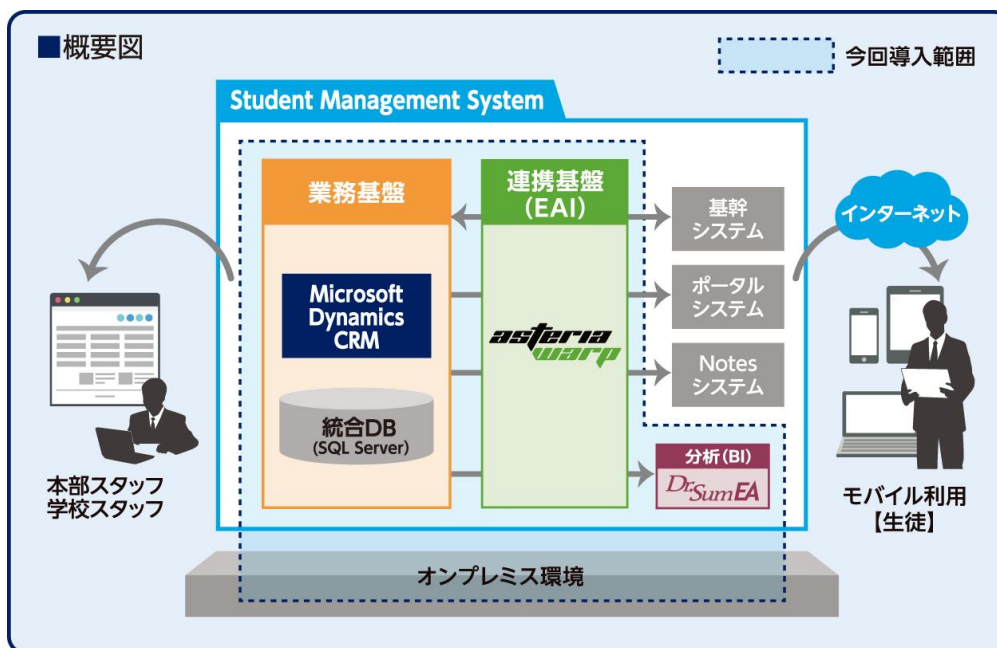 ■概要図
今回導入範囲
Student Management System
業務基盤
連携基盤
(EAI)
基幹
システム
インターネット
Microsoft
Dynamics
CRM
asteria
warp
ポータル
システム
Notes
システム
統合DB
(SQL Server)
分析(BI)
Dr.Sum EA
本部スタッフ
学校スタッフ
モバイル利用
【生徒】
オンプレミス環境